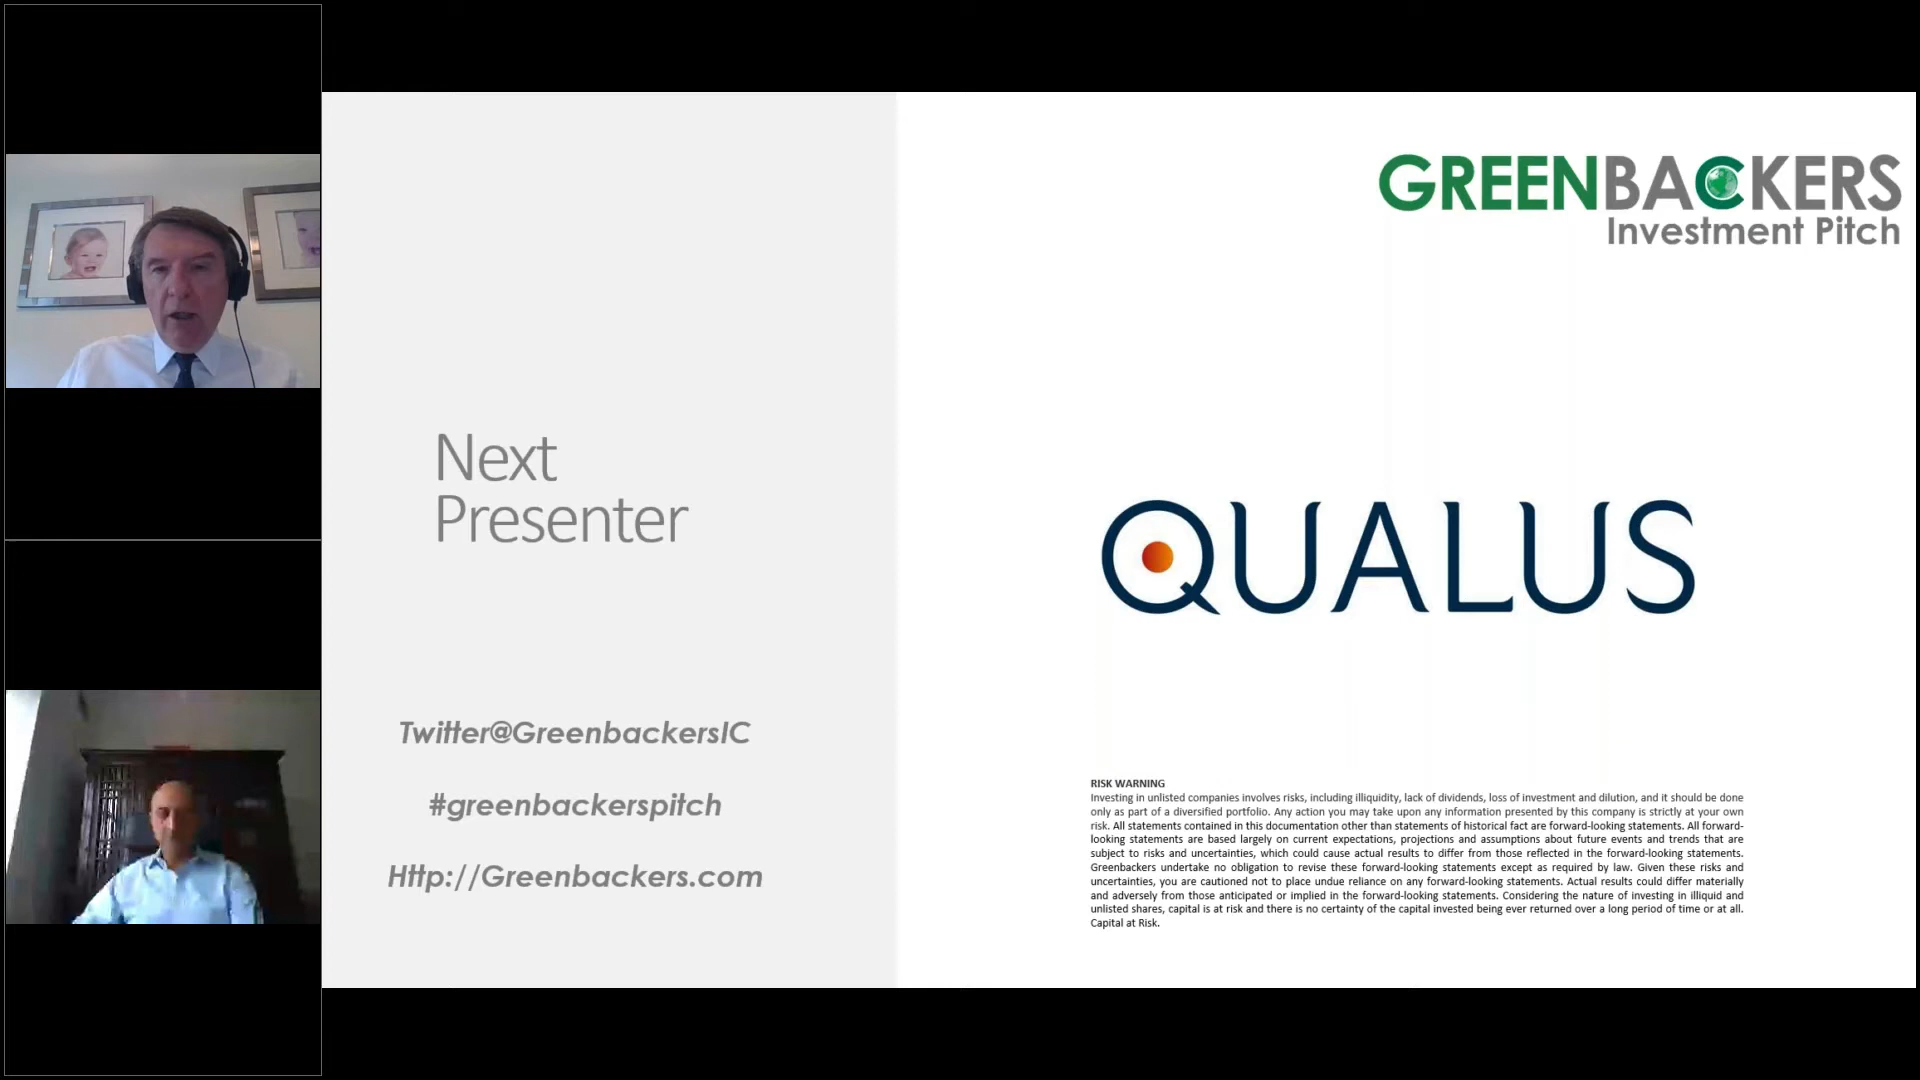 GREENBACKERS
Investment Pitch
Next
Presenter
QUALUS
Twitter@GreenbackersIC
#greenbackerspitch
Http://Greenbackers.com
RISK WARNING
Investing in unlisted companies involves risks, including illiquidity, lack of dividends, loss of investment and dilution, and it should be done
only as part of a diversified portfolio. Any action you may take upon any information presented by this company is strictly at your own
risk. All statements contained in this documentation other than statements of historical fact are forward-looking statements. All forward-
looking statements are based largely on current expectations, projections and assumptions about future events and trends that are
subject to risks and uncertainties, which could cause actual results to differ from those reflected in the forward-looking statements.
Greenbackers undertake no obligation to revise these forward-looking statements except as required by law. Given these risks and
uncertainties, you are cautioned not to place undue reliance on any forward-looking statements. Actual results could differ materially
and adversely from those anticipated or implied in the forward-looking statements. Considering the nature of investing in illiquid and
unlisted shares, capital is at risk and there is no certainty of the capital invested being ever returned over a long period of time or at all.
Capital at Risk.